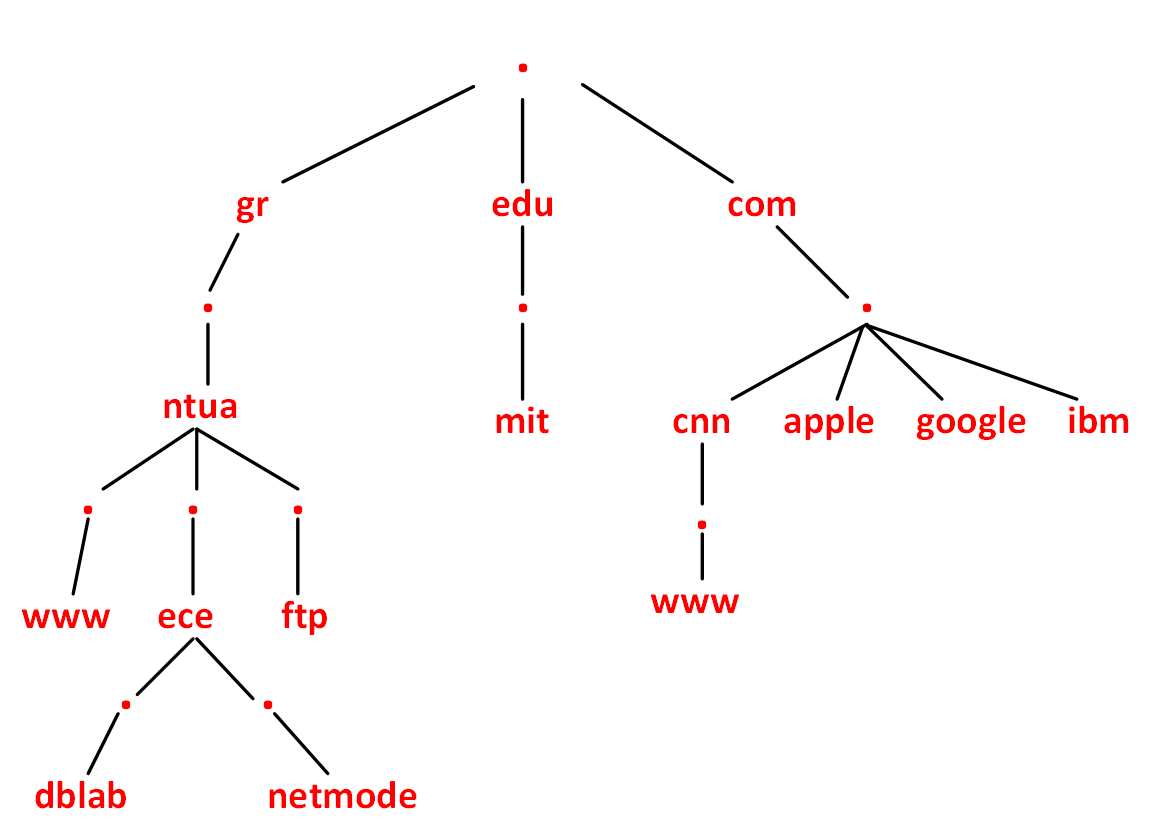 .
gr edu com
. . .
ntua mit cnn apple google ibm
. . . .
www ece ftp www
. .
dblab netmode